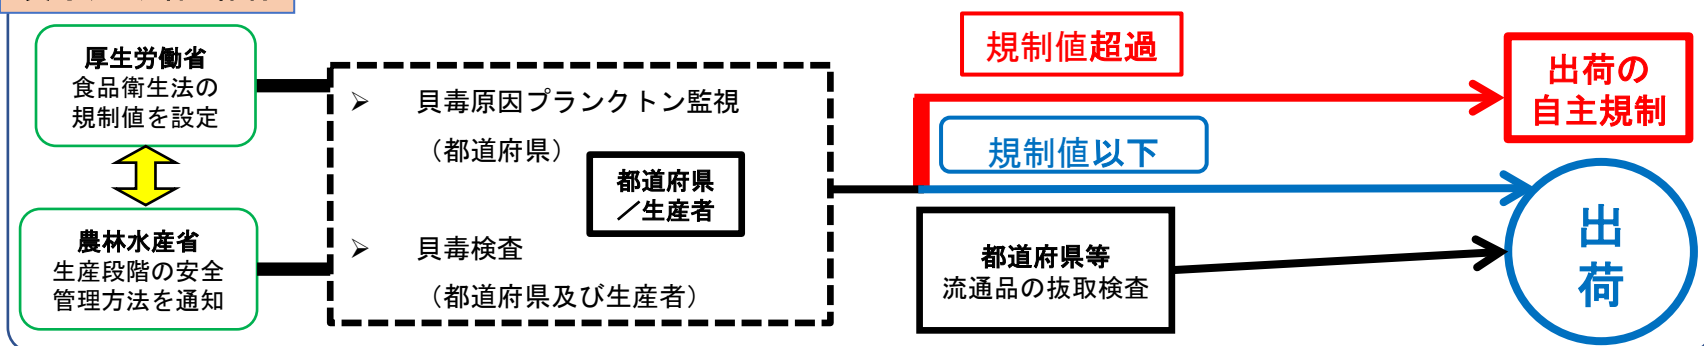 厚生労働省
食品衛生法の
規制値を設定
農林水産省
生産段階の安全
管理方法を通知
➢ 貝毒原因プランクトン監視
（都道府県）
都道府県
／生産者
➢ 貝毒検査
（都道府県及び生産者）
規制値超過
規制値以下
都道府県等
流通品の抜取検査
出荷の
自主規制
出
荷